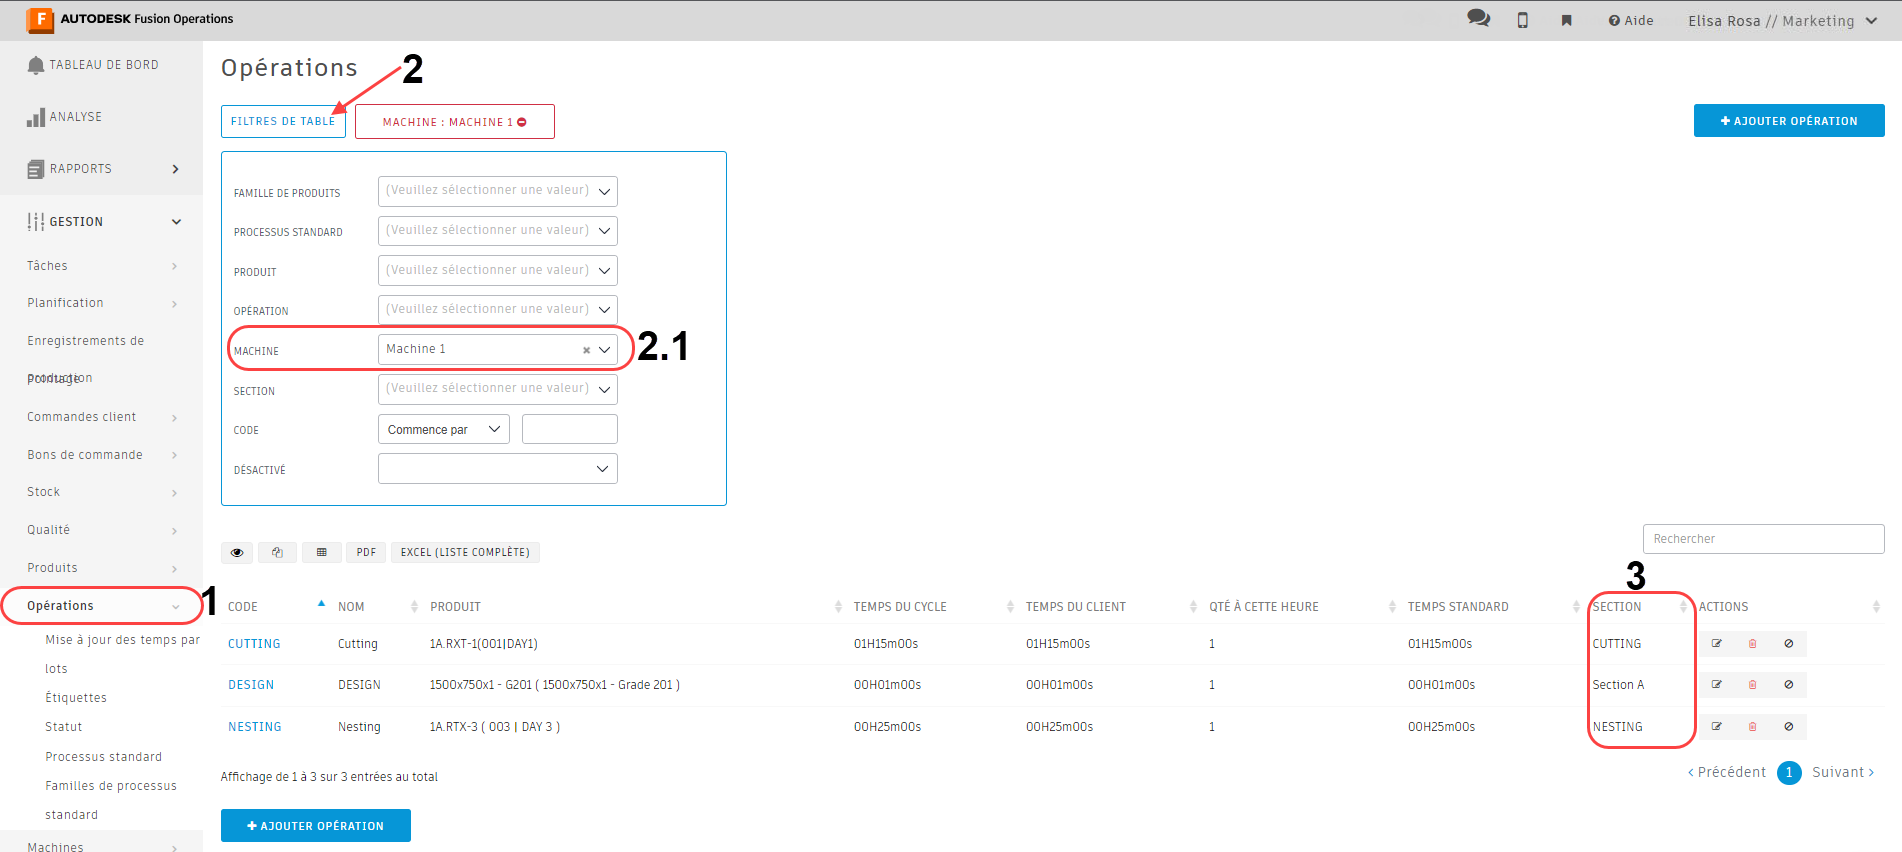 F AUTODESK Fusion Operations
Aide
Elisa Rosa // Marketing
TABLEAU DE BORD
ANALYSE
RAPPORTS
GESTION
Tâches
Planification
Enregistrements de
production
Pointage
Commandes client
Bons de commande
Stock
Qualité
Produits
Opérations
1
Mise à jour des temps par
lots
Étiquettes
Statut
Processus standard
Familles de processus
standard
Machines
Opérations
2
FILTRES DE TABLE
MACHINE : MACHINE 1
+ AJOUTER OPÉRATION
FAMILLE DE PRODUITS (Veuillez sélectionner une valeur)
PROCESSUS STANDARD (Veuillez sélectionner une valeur)
PRODUIT (Veuillez sélectionner une valeur)
OPÉRATION (Veuillez sélectionner une valeur)
MACHINE Machine 1 × 2.1
SECTION (Veuillez sélectionner une valeur)
CODE Commence par
DÉSACTIVÉ
Rechercher
PDF EXCEL (LISTE COMPLÈTE)
3
CODE NOM PRODUIT TEMPS DU CYCLE TEMPS DU CLIENT QTÉ À CETTE HEURE TEMPS STANDARD SECTION ACTIONS
CUTTING Cutting 1A.RXT-1(001|DAY1) 01H15m00s 01H15m00s 1 01H15m00s CUTTING
DESIGN DESIGN 1500x750x1 - G201 ( 1500x750x1 - Grade 201 ) 00H01m00s 00H01m00s 1 00H01m00s Section A
NESTING Nesting 1A.RTX-3 ( 003 | DAY 3 ) 00H25m00s 00H25m00s 1 00H25m00s NESTING
Affichage de 1 à 3 sur 3 entrées au total
< Précédent 1 Suivant >
+ AJOUTER OPÉRATION